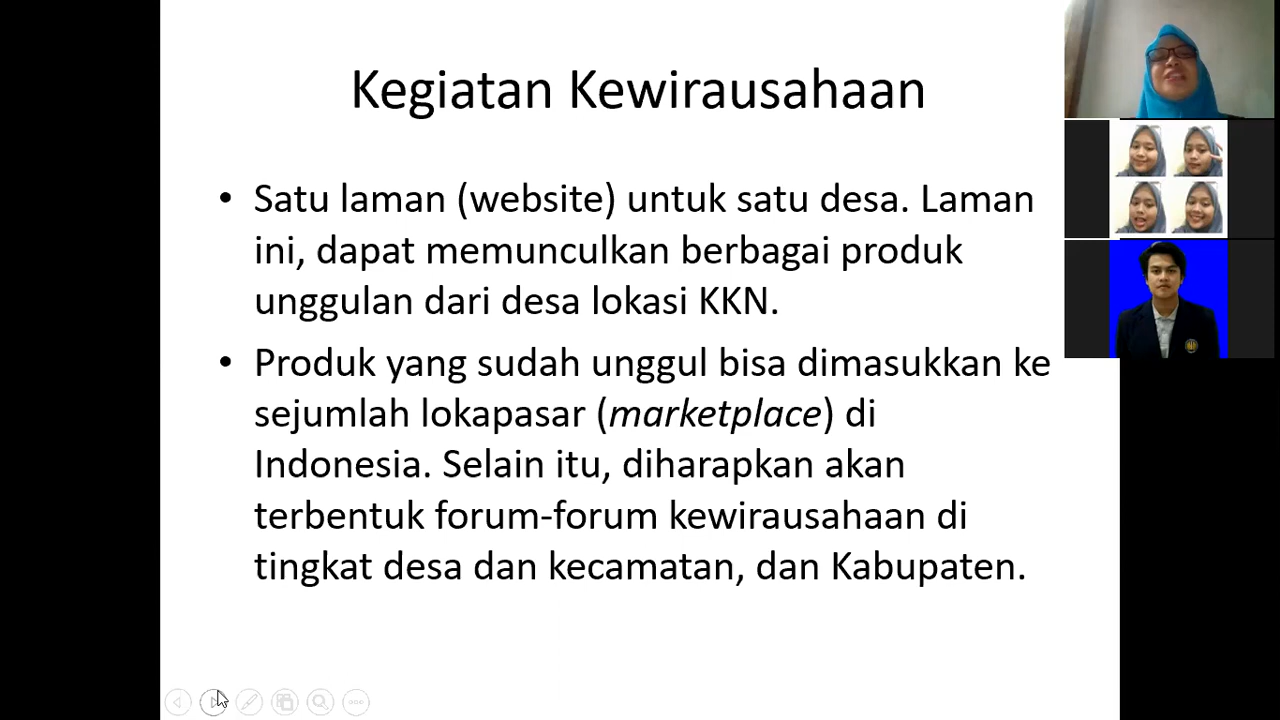 Kegiatan Kewirausahaan
• Satu laman (website) untuk satu desa. Laman
ini, dapat memunculkan berbagai produk
unggulan dari desa lokasi KKN.
• Produk yang sudah unggul bisa dimasukkan ke
sejumlah lokapasar (marketplace) di
Indonesia. Selain itu, diharapkan akan
terbentuk forum-forum kewirausahaan di
tingkat desa dan kecamatan, dan Kabupaten.